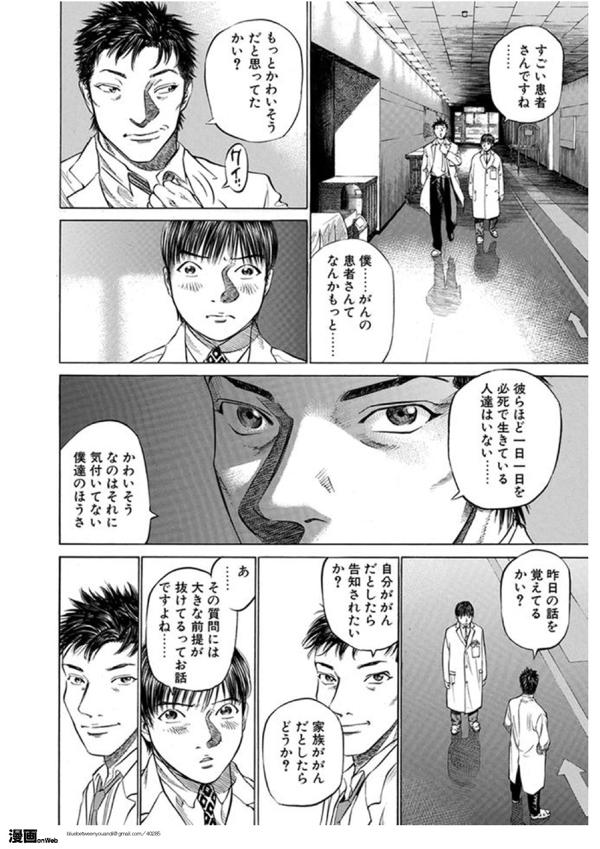 すごい患者
さんですね
……
僕……がんの
患者さんて
なんかもっと…
もっとかわいそう
だと思ってた
かい？
クイッ
彼らほど一日一日を
必死で生きている
人達はいない……
かわいそう
なのはそれに
気付いてない
僕達のほうさ
昨日の話を
覚えてる
かい？
自分ががん
だとしたら
告知されたい
か？
家族ががん
だとしたら
どうか？
あ
……
その質問には
大きな前提が
抜けてるってお話
ですよね……
漫画 on Web
bluebetweenyouandi@gmail.com／40285